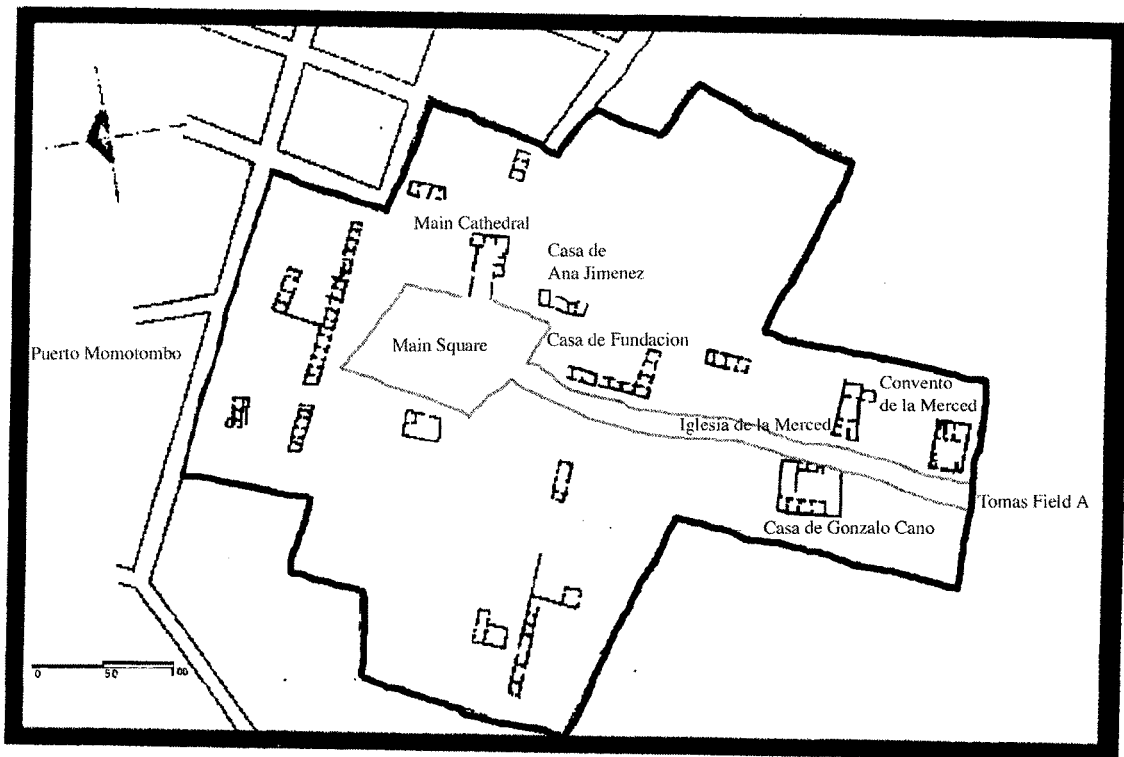 Main Cathedral
Casa de
Ana Jimenez
Puerto Momotombo
Main Square
Casa de Fundacion
Convento
de la Merced
Iglesia de la Merced
Tomas Field A
Casa de Gonzalo Cano
0 50